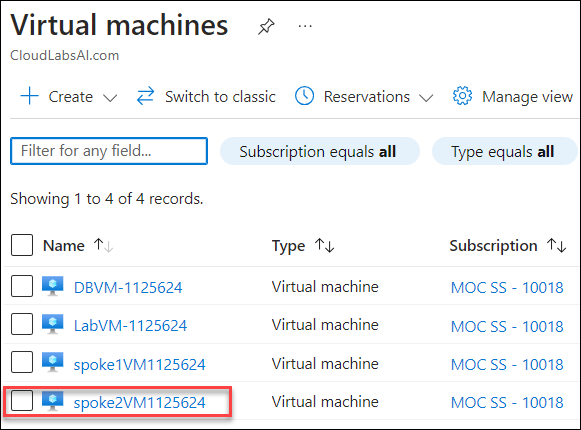 Virtual machines
CloudLabsAI.com
Create Switch to classic Reservations Manage view
Filter for any field... Subscription equals all Type equals all
Showing 1 to 4 of 4 records.
Name Type Subscription
DBVM-1125624 Virtual machine MOC SS - 10018
LabVM-1125624 Virtual machine MOC SS - 10018
spoke1VM1125624 Virtual machine MOC SS - 10018
spoke2VM1125624 Virtual machine MOC SS - 10018